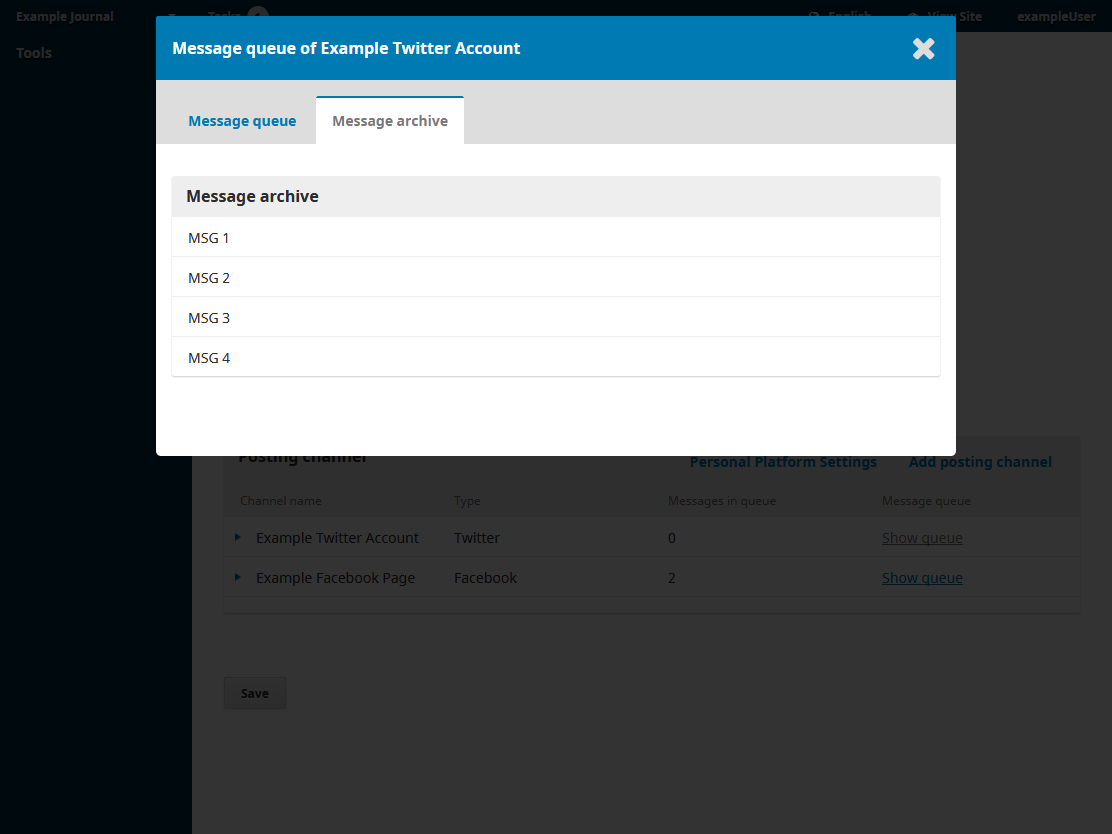 Example Journal Tasks English View Site exampleUser
Tools
Message queue of Example Twitter Account
Message queue Message archive
Message archive
MSG 1
MSG 2
MSG 3
MSG 4
Posting channel Personal Platform Settings Add posting channel
Channel name Type Messages in queue Message queue
Example Twitter Account Twitter 0 Show queue
Example Facebook Page Facebook 2 Show queue
Save